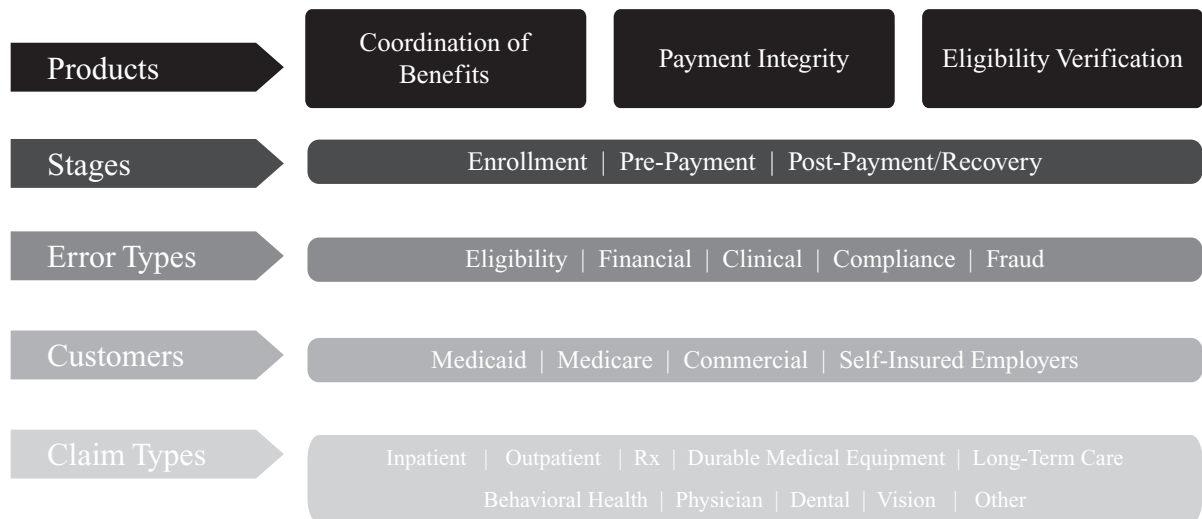 Products
Coordination of
Benefits
Payment Integrity
Eligibility Verification
Stages
Enrollment | Pre-Payment | Post-Payment/Recovery
Error Types
Eligibility | Financial | Clinical | Compliance | Fraud
Customers
Medicaid | Medicare | Commercial | Self-Insured Employers
Claim Types
Inpatient | Outpatient | Rx | Durable Medical Equipment | Long-Term Care
Behavioral Health | Physician | Dental | Vision | Other